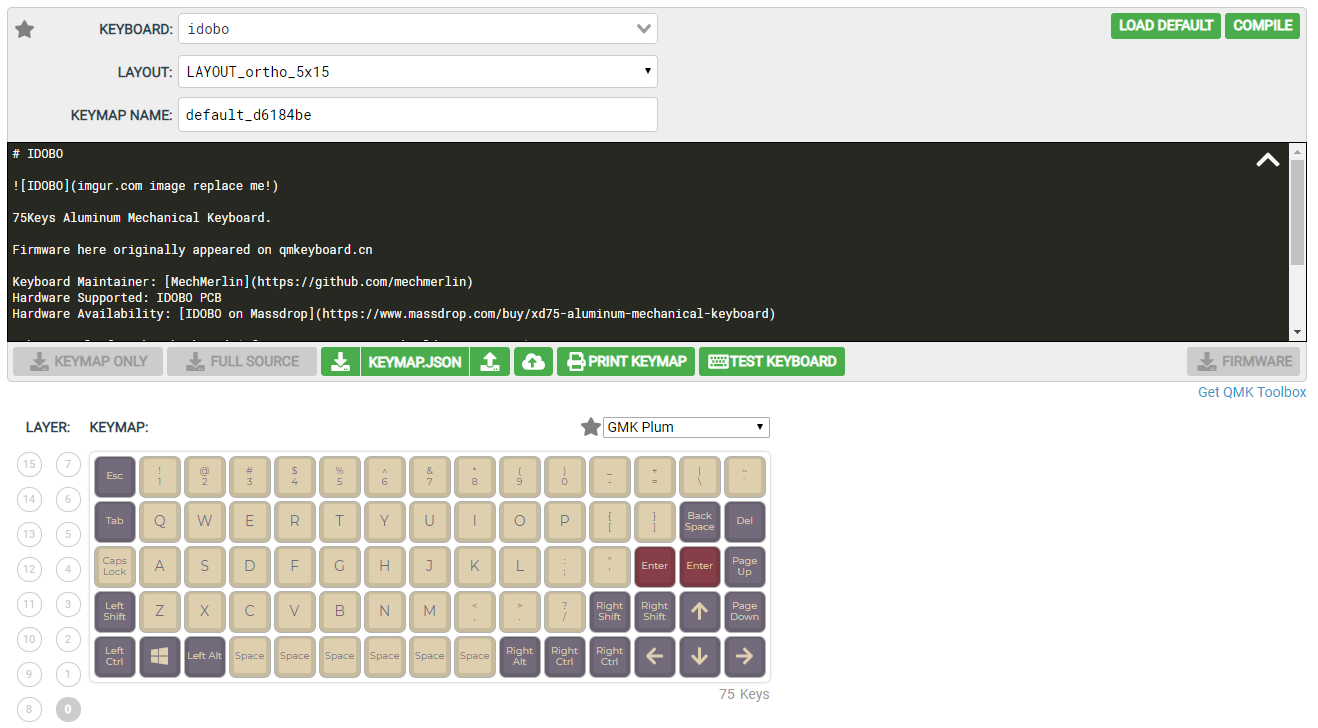 KEYBOARD: idobo LOAD DEFAULT COMPILE
LAYOUT: LAYOUT_ortho_5x15
KEYMAP NAME: default_d6184be
# IDOBO
![IDOBO](imgur.com image replace me!)
75Keys Aluminum Mechanical Keyboard.
Firmware here originally appeared on qmkeyboard.cn
Keyboard Maintainer: [MechMerlin](https://github.com/mechmerlin)
Hardware Supported: IDOBO PCB
Hardware Availability: [IDOBO on Massdrop](https://www.massdrop.com/buy/xd75-aluminum-mechanical-keyboard)
KEYMAP ONLY FULL SOURCE KEYMAP.JSON PRINT KEYMAP TEST KEYBOARD FIRMWARE
Get QMK Toolbox
LAYER: KEYMAP: GMK Plum
15 7
14 6
13 5
12 4
11 3
10 2
9 1
8 0
Esc ! 1 @ 2 # 3 $ 4 % 5 ^ 6 & 7 * 8 ( 9 ) 0 _ - + = | \ ~ `
Tab Q W E R T Y U I O P { [ } ] Back Space Del
Caps Lock A S D F G H J K L : ; " ' Enter Enter Page Up
Left Shift Z X C V B N M < , > . ? / Right Shift Right Shift Page Down
Left Ctrl Left Alt Space Space Space Space Space Space Right Alt Right Ctrl Right Ctrl
75 Keys